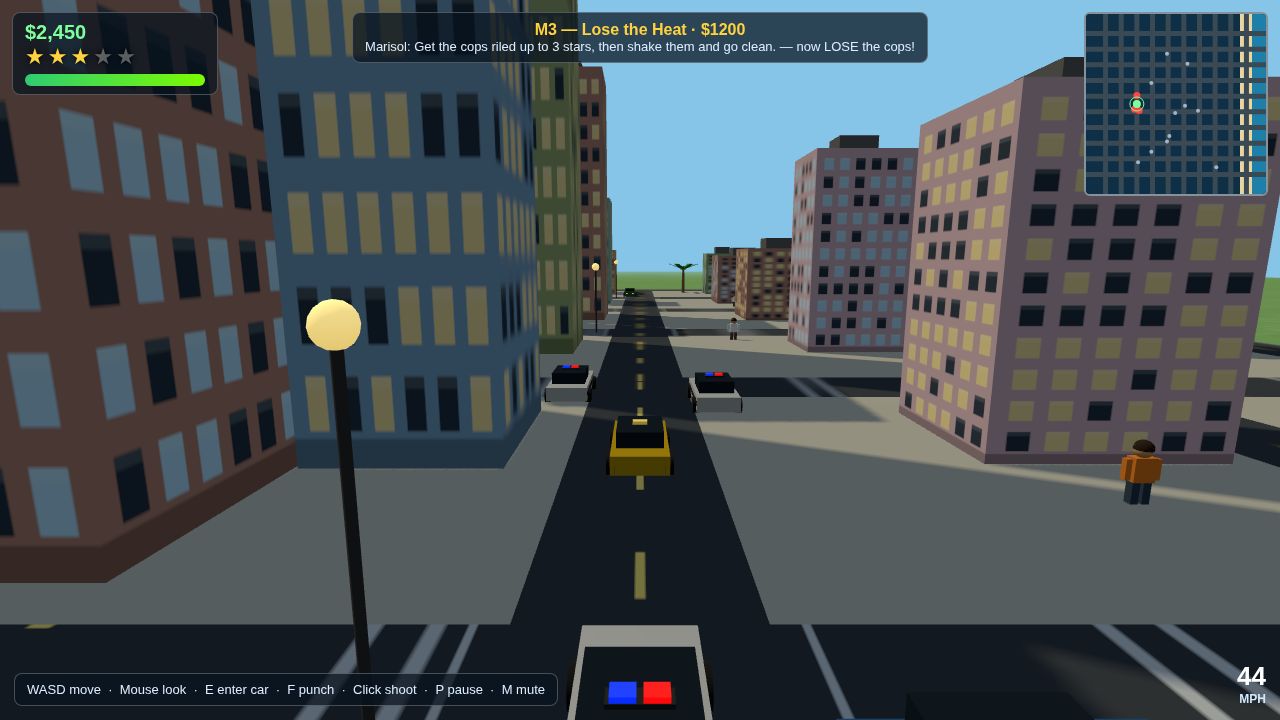 $2,450
M3 — Lose the Heat · $1200
Marisol: Get the cops riled up to 3 stars, then shake them and go clean. — now LOSE the cops!
WASD move · Mouse look · E enter car · F punch · Click shoot · P pause · M mute
44
MPH